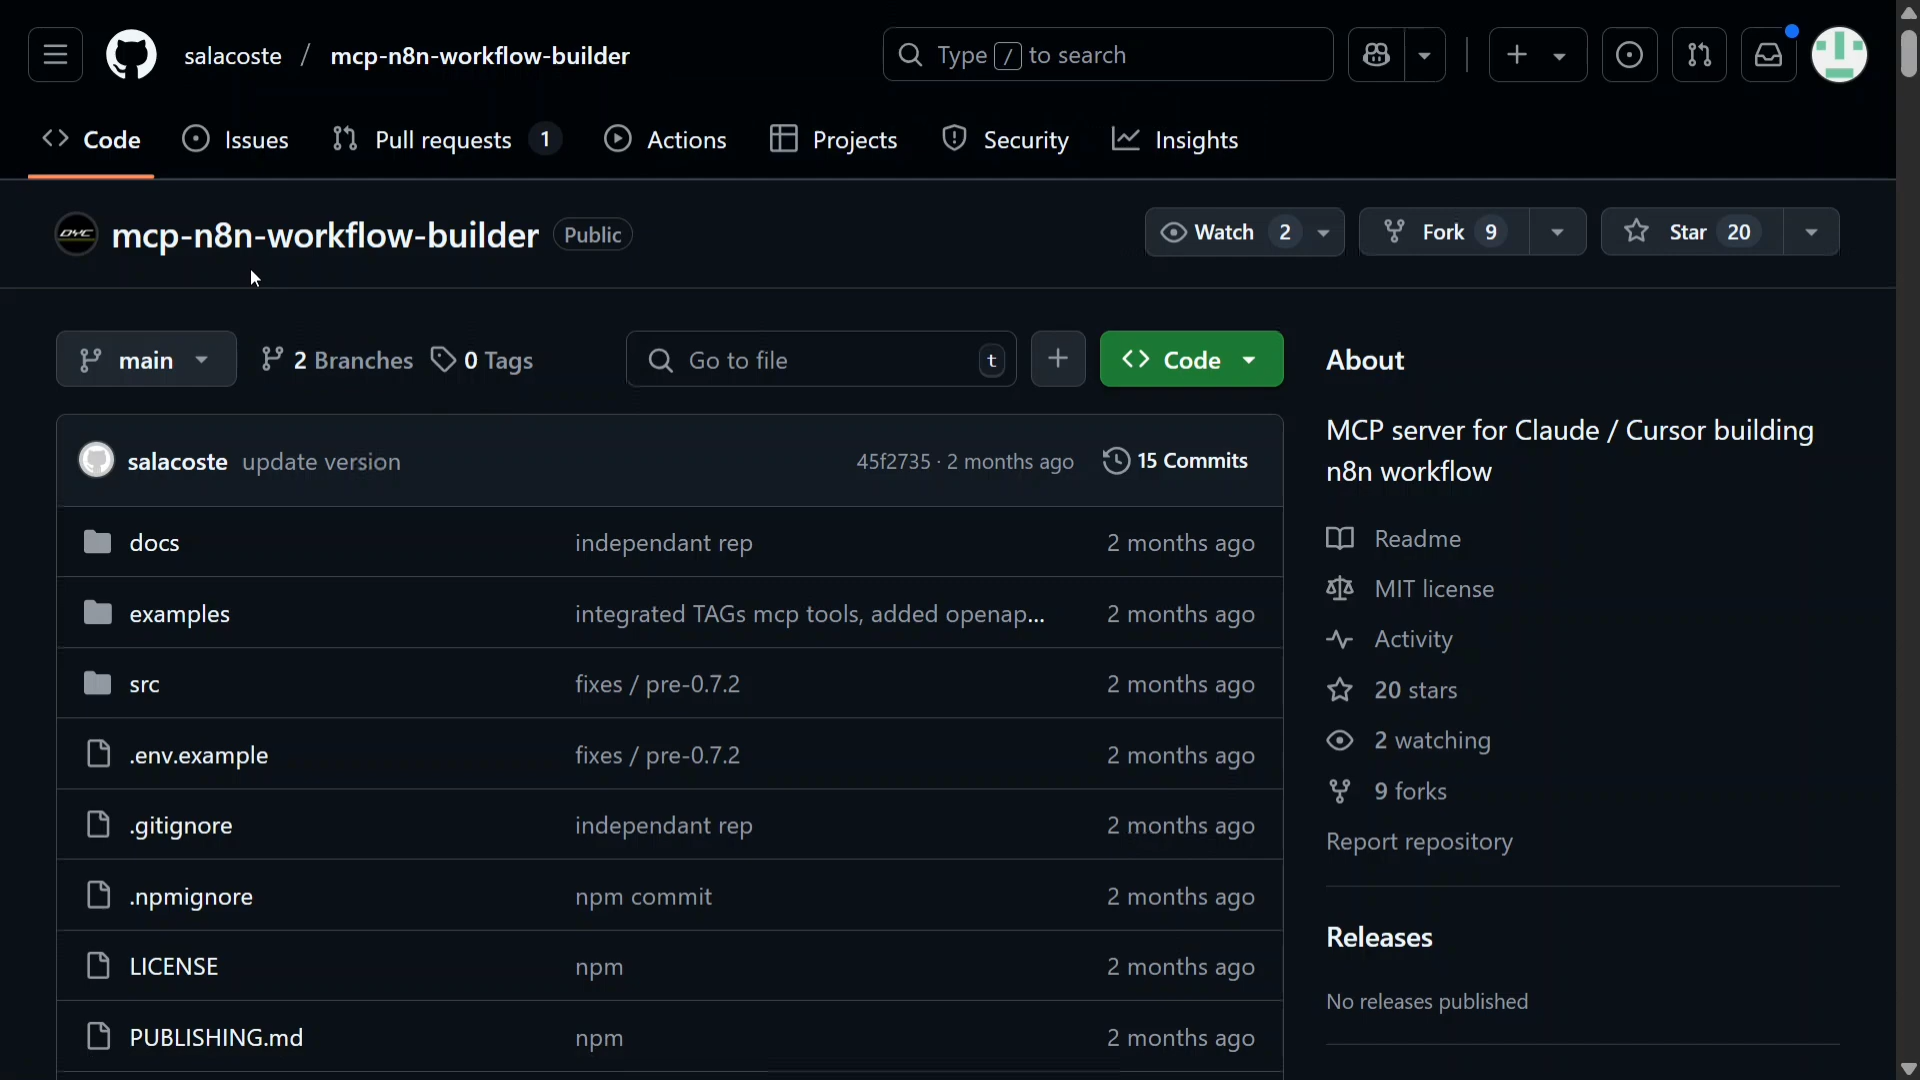 salacoste / mcp-n8n-workflow-builder
Type / to search
Code
Issues
Pull requests 1
Actions
Projects
Security
Insights
DYC
mcp-n8n-workflow-builder Public
Watch 2
Fork 9
Star 20
main
2 Branches
0 Tags
Go to file t
Code
salacoste update version 45f2735 · 2 months ago 15 Commits
docs independant rep 2 months ago
examples integrated TAGs mcp tools, added openap... 2 months ago
src fixes / pre-0.7.2 2 months ago
.env.example fixes / pre-0.7.2 2 months ago
.gitignore independant rep 2 months ago
.npmignore npm commit 2 months ago
LICENSE npm 2 months ago
PUBLISHING.md npm 2 months ago
About
MCP server for Claude / Cursor building
n8n workflow
Readme
MIT license
Activity
20 stars
2 watching
9 forks
Report repository
Releases
No releases published